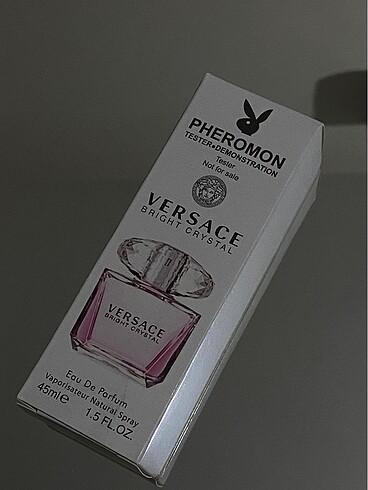 PHEROMON
TESTER•DEMONSTRATION
Tester
Not for sale
VERSACE
BRIGHT CRYSTAL
VERSACE
BRIGHT CRYSTAL
Eau De Parfum
Vaporisateur Natural Spray
45ml℮ 1.5 FL.OZ.